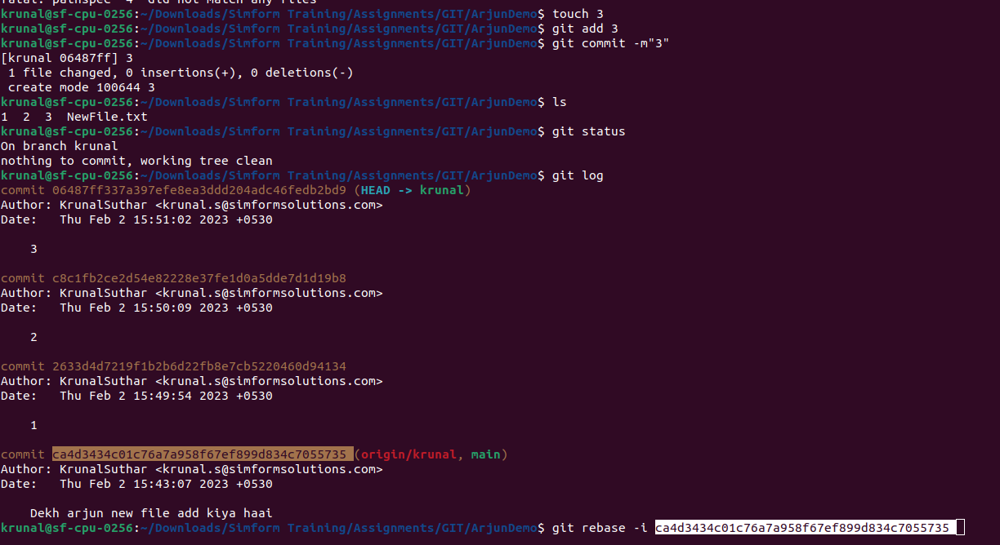 fatal: pathspec '4' did not match any files
krunal@sf-cpu-0256:~/Downloads/Simform Training/Assignments/GIT/ArjunDemo$ touch 3
krunal@sf-cpu-0256:~/Downloads/Simform Training/Assignments/GIT/ArjunDemo$ git add 3
krunal@sf-cpu-0256:~/Downloads/Simform Training/Assignments/GIT/ArjunDemo$ git commit -m"3"
[krunal 06487ff] 3
 1 file changed, 0 insertions(+), 0 deletions(-)
 create mode 100644 3
krunal@sf-cpu-0256:~/Downloads/Simform Training/Assignments/GIT/ArjunDemo$ ls
1  2  3  NewFile.txt
krunal@sf-cpu-0256:~/Downloads/Simform Training/Assignments/GIT/ArjunDemo$ git status
On branch krunal
nothing to commit, working tree clean
krunal@sf-cpu-0256:~/Downloads/Simform Training/Assignments/GIT/ArjunDemo$ git log
commit 06487ff337a397efe8ea3ddd204adc46fedb2bd9 (HEAD -> krunal)
Author: KrunalSuthar <krunal.s@simformsolutions.com>
Date:   Thu Feb 2 15:51:02 2023 +0530
    3
commit c8c1fb2ce2d54e82228e37fe1d0a5dde7d1d19b8
Author: KrunalSuthar <krunal.s@simformsolutions.com>
Date:   Thu Feb 2 15:50:09 2023 +0530
    2
commit 2633d4d7219f1b2b6d22fb8e7cb5220460d94134
Author: KrunalSuthar <krunal.s@simformsolutions.com>
Date:   Thu Feb 2 15:49:54 2023 +0530
    1
commit ca4d3434c01c76a7a958f67ef899d834c7055735 (origin/krunal, main)
Author: KrunalSuthar <krunal.s@simformsolutions.com>
Date:   Thu Feb 2 15:43:07 2023 +0530
    Dekh arjun new file add kiya haai
krunal@sf-cpu-0256:~/Downloads/Simform Training/Assignments/GIT/ArjunDemo$ git rebase -i ca4d3434c01c76a7a958f67ef899d834c7055735